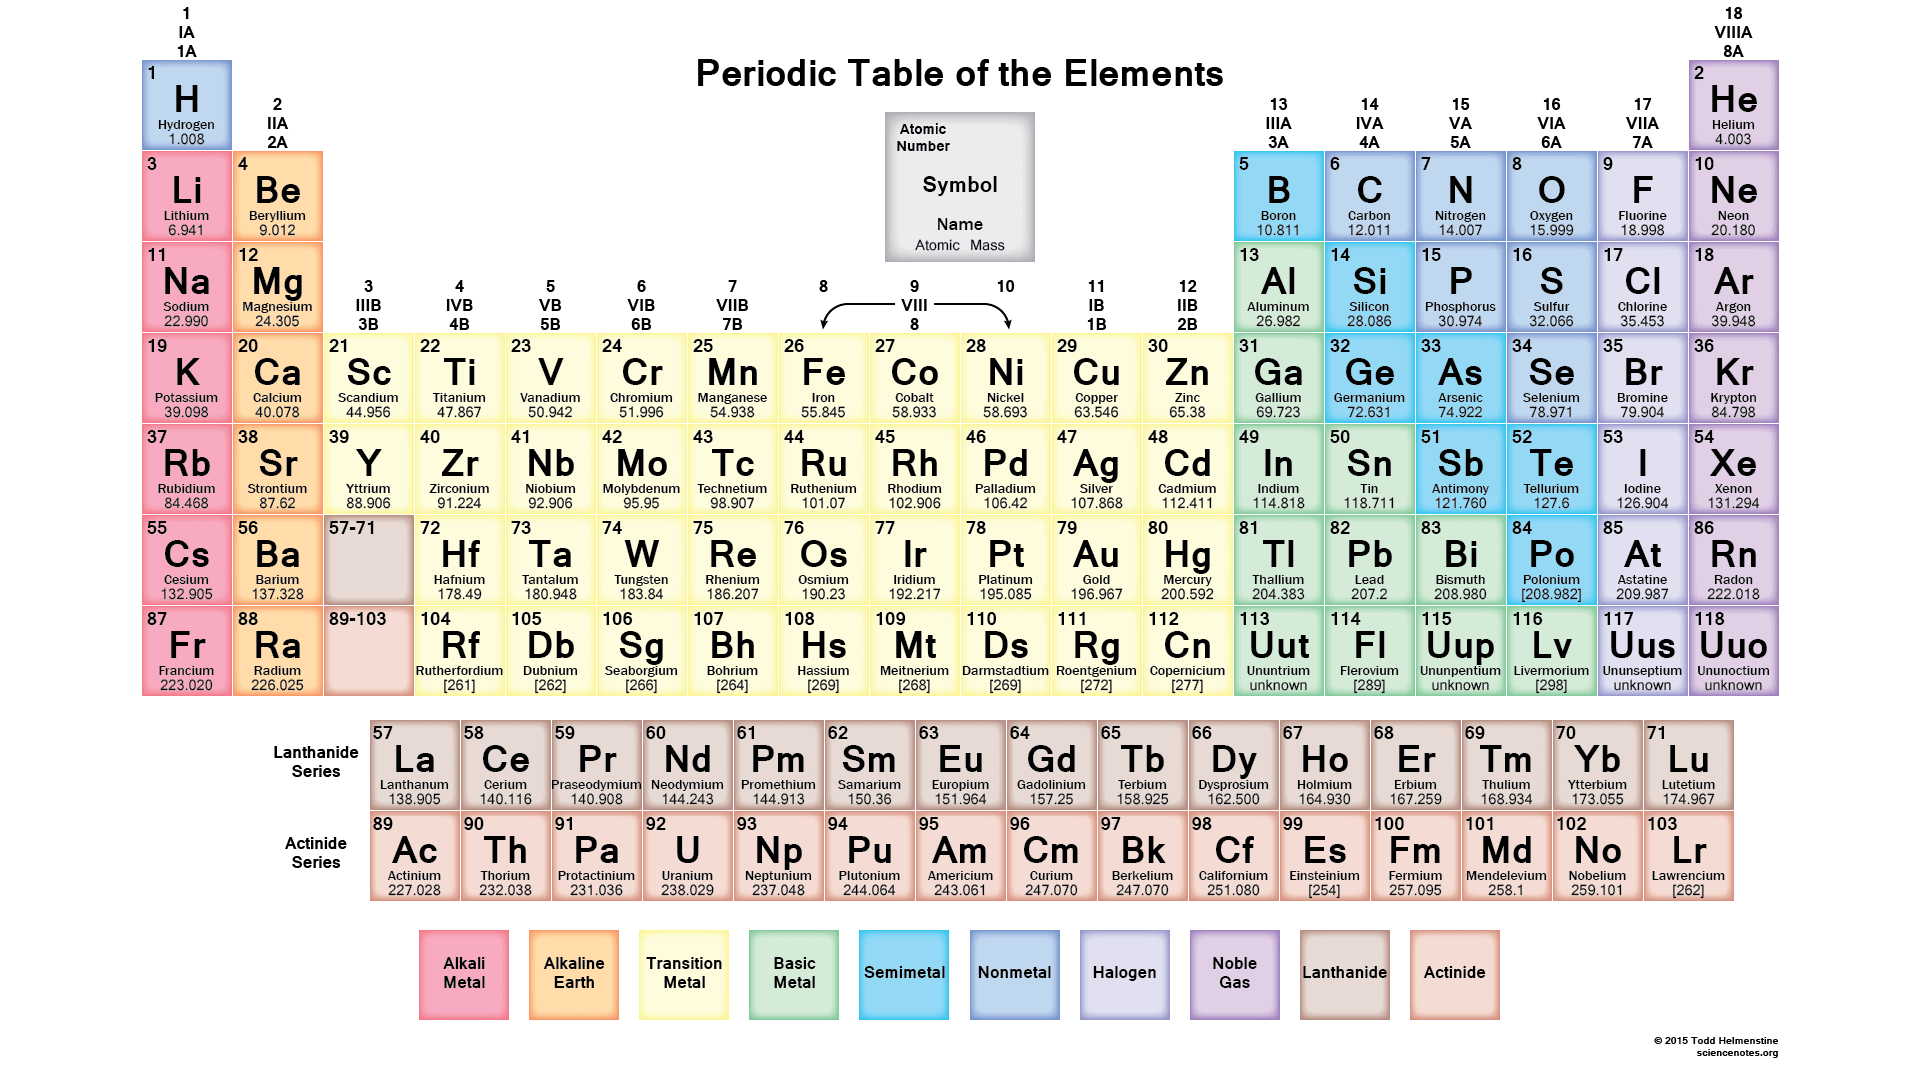 1
IA
1A
18
VIIIA
8A
Periodic Table of the Elements
1
H
Hydrogen
1.008
2
IIA
2A
13
IIIA
3A
14
IVA
4A
15
VA
5A
16
VIA
6A
17
VIIA
7A
2
He
Helium
4.003
Atomic
Number
Symbol
Name
Atomic Mass
3
Li
Lithium
6.941
4
Be
Beryllium
9.012
5
B
Boron
10.811
6
C
Carbon
12.011
7
N
Nitrogen
14.007
8
O
Oxygen
15.999
9
F
Fluorine
18.998
10
Ne
Neon
20.180
11
Na
Sodium
22.990
12
Mg
Magnesium
24.305
3
IIIB
3B
4
IVB
4B
5
VB
5B
6
VIB
6B
7
VIIB
7B
8
9
10
VIII
8
11
IB
1B
12
IIB
2B
13
Al
Aluminum
26.982
14
Si
Silicon
28.086
15
P
Phosphorus
30.974
16
S
Sulfur
32.066
17
Cl
Chlorine
35.453
18
Ar
Argon
39.948
19
K
Potassium
39.098
20
Ca
Calcium
40.078
21
Sc
Scandium
44.956
22
Ti
Titanium
47.867
23
V
Vanadium
50.942
24
Cr
Chromium
51.996
25
Mn
Manganese
54.938
26
Fe
Iron
55.845
27
Co
Cobalt
58.933
28
Ni
Nickel
58.693
29
Cu
Copper
63.546
30
Zn
Zinc
65.38
31
Ga
Gallium
69.723
32
Ge
Germanium
72.631
33
As
Arsenic
74.922
34
Se
Selenium
78.971
35
Br
Bromine
79.904
36
Kr
Krypton
84.798
37
Rb
Rubidium
84.468
38
Sr
Strontium
87.62
39
Y
Yttrium
88.906
40
Zr
Zirconium
91.224
41
Nb
Niobium
92.906
42
Mo
Molybdenum
95.95
43
Tc
Technetium
98.907
44
Ru
Ruthenium
101.07
45
Rh
Rhodium
102.906
46
Pd
Palladium
106.42
47
Ag
Silver
107.868
48
Cd
Cadmium
112.411
49
In
Indium
114.818
50
Sn
Tin
118.711
51
Sb
Antimony
121.760
52
Te
Tellurium
127.6
53
I
Iodine
126.904
54
Xe
Xenon
131.294
55
Cs
Cesium
132.905
56
Ba
Barium
137.328
57-71
72
Hf
Hafnium
178.49
73
Ta
Tantalum
180.948
74
W
Tungsten
183.84
75
Re
Rhenium
186.207
76
Os
Osmium
190.23
77
Ir
Iridium
192.217
78
Pt
Platinum
195.085
79
Au
Gold
196.967
80
Hg
Mercury
200.592
81
Tl
Thallium
204.383
82
Pb
Lead
207.2
83
Bi
Bismuth
208.980
84
Po
Polonium
[208.982]
85
At
Astatine
209.987
86
Rn
Radon
222.018
87
Fr
Francium
223.020
88
Ra
Radium
226.025
89-103
104
Rf
Rutherfordium
[261]
105
Db
Dubnium
[262]
106
Sg
Seaborgium
[266]
107
Bh
Bohrium
[264]
108
Hs
Hassium
[269]
109
Mt
Meitnerium
[268]
110
Ds
Darmstadtium
[269]
111
Rg
Roentgenium
[272]
112
Cn
Copernicium
[277]
113
Uut
Ununtrium
unknown
114
Fl
Flerovium
[289]
115
Uup
Ununpentium
unknown
116
Lv
Livermorium
[298]
117
Uus
Ununseptium
unknown
118
Uuo
Ununoctium
unknown
Lanthanide
Series
57
La
Lanthanum
138.905
58
Ce
Cerium
140.116
59
Pr
Praseodymium
140.908
60
Nd
Neodymium
144.243
61
Pm
Promethium
144.913
62
Sm
Samarium
150.36
63
Eu
Europium
151.964
64
Gd
Gadolinium
157.25
65
Tb
Terbium
158.925
66
Dy
Dysprosium
162.500
67
Ho
Holmium
164.930
68
Er
Erbium
167.259
69
Tm
Thulium
168.934
70
Yb
Ytterbium
173.055
71
Lu
Lutetium
174.967
Actinide
Series
89
Ac
Actinium
227.028
90
Th
Thorium
232.038
91
Pa
Protactinium
231.036
92
U
Uranium
238.029
93
Np
Neptunium
237.048
94
Pu
Plutonium
244.064
95
Am
Americium
243.061
96
Cm
Curium
247.070
97
Bk
Berkelium
247.070
98
Cf
Californium
251.080
99
Es
Einsteinium
[254]
100
Fm
Fermium
257.095
101
Md
Mendelevium
258.1
102
No
Nobelium
259.101
103
Lr
Lawrencium
[262]
Alkali
Metal
Alkaline
Earth
Transition
Metal
Basic
Metal
Semimetal
Nonmetal
Halogen
Noble
Gas
Lanthanide
Actinide
© 2015 Todd Helmenstine
sciencenotes.org